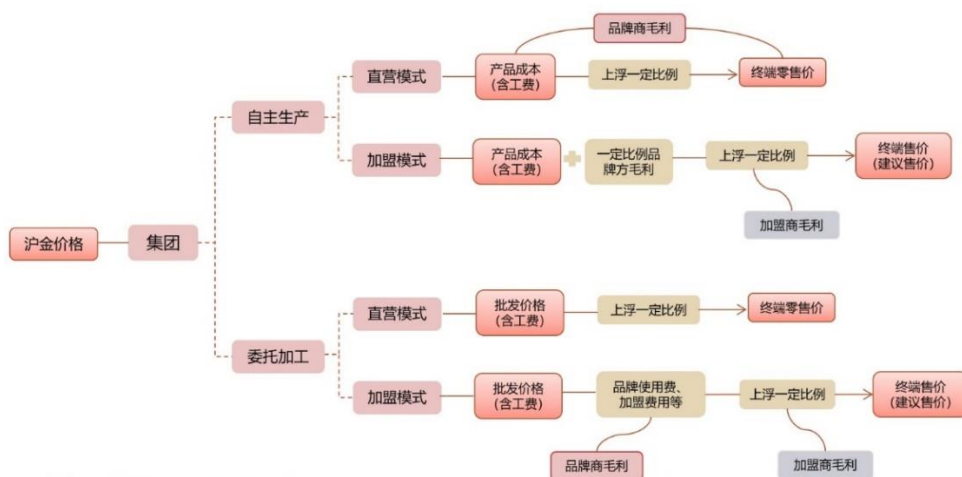 品牌商毛利
直营模式
产品成本
(含工费)
上浮一定比例
终端零售价
自主生产
加盟模式
产品成本
(含工费)
一定比例品
牌方毛利
上浮一定比例
终端售价
(建议售价)
加盟商毛利
沪金价格
集团
直营模式
批发价格
(含工费)
上浮一定比例
终端零售价
委托加工
加盟模式
批发价格
(含工费)
品牌使用费、
加盟费用等
上浮一定比例
终端售价
(建议售价)
品牌商毛利
加盟商毛利